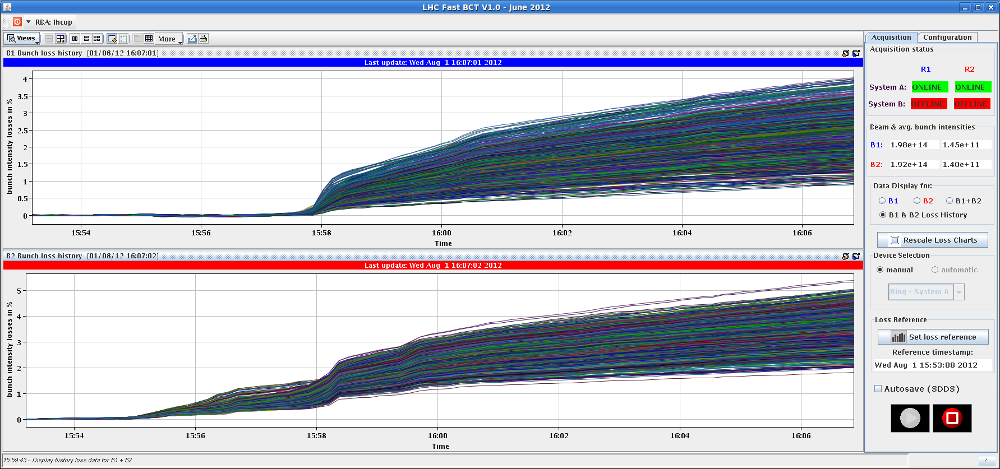 LHC Fast BCT V1.0 - June 2012
RBA: lhcop
Views
More
B1 Bunch loss history [01/08/12 16:07:01]
Last update: Wed Aug 1 16:07:01 2012
4
3.5
3
2.5
2
1.5
1
0.5
0
bunch intensity losses in %
15:54 15:56 15:58 16:00 16:02 16:04 16:06
Time
B2 Bunch loss history [01/08/12 16:07:02]
Last update: Wed Aug 1 16:07:02 2012
5
4
3
2
1
0
bunch intensity losses in %
15:54 15:56 15:58 16:00 16:02 16:04 16:06
Time
15:59:43 - Display history loss data for B1 + B2
Acquisition Configuration
Acquisition status
R1 R2
System A: ONLINE ONLINE
System B: OFFLINE OFFLINE
Beam & avg. bunch intensities
B1: 1.98e+14 1.45e+11
B2: 1.92e+14 1.40e+11
Data Display for:
B1 B2 B1+B2
B1 & B2 Loss History
Rescale Loss Charts
Device Selection
manual automatic
Ring - System A
Loss Reference
Set loss reference
Reference timestamp:
Wed Aug 1 15:53:08 2012
Autosave (SDDS)